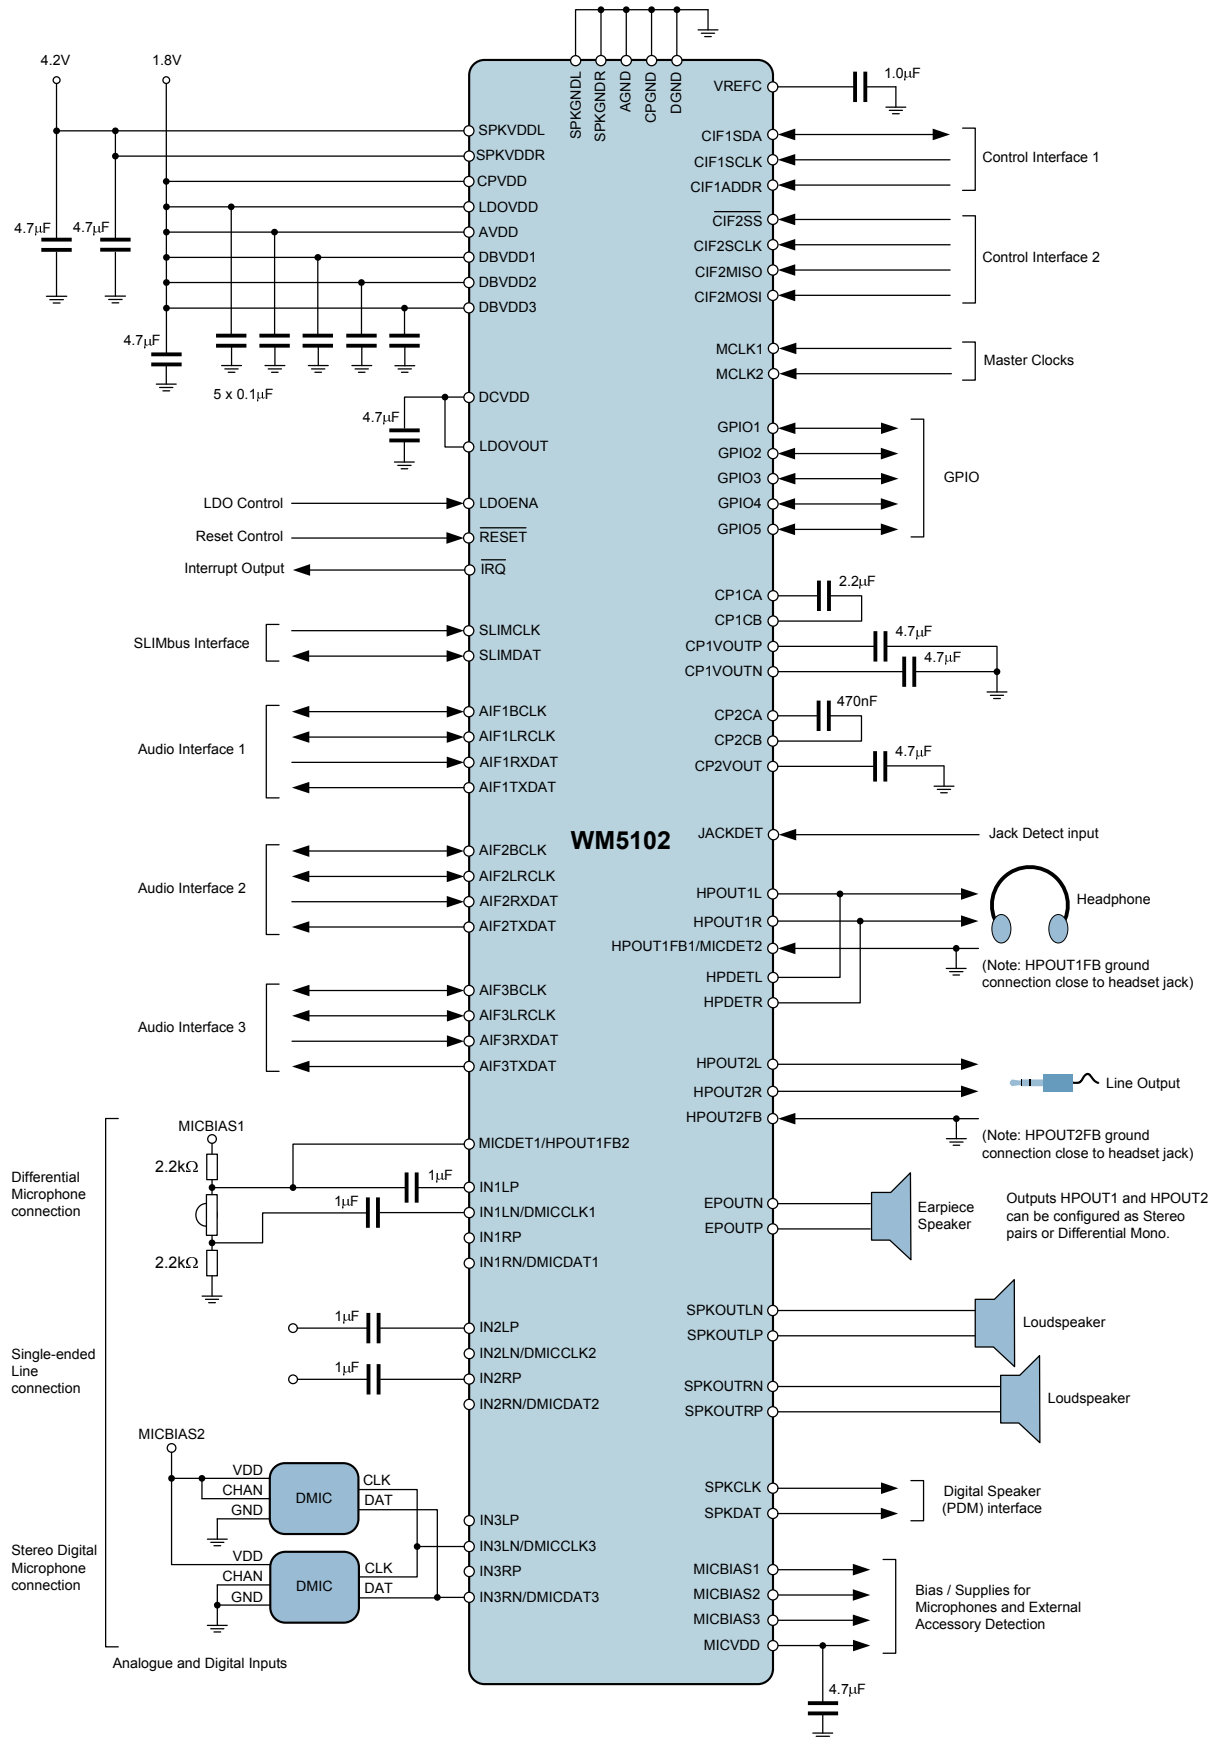 4.2V
1.8V
4.7µF
4.7µF
4.7µF
5 x 0.1µF
4.7µF
LDO Control
Reset Control
Interrupt Output
SLIMbus Interface
Audio Interface 1
Audio Interface 2
Audio Interface 3
MICBIAS1
2.2kΩ
1µF
1µF
2.2kΩ
Differential
Microphone
connection
1µF
1µF
Single-ended
Line
connection
MICBIAS2
VDD
CHAN
GND
DMIC
CLK
DAT
VDD
CHAN
GND
DMIC
CLK
DAT
Stereo Digital
Microphone
connection
Analogue and Digital Inputs
SPKGNDL
SPKGNDR
AGND
CPGND
DGND
SPKVDDL
SPKVDDR
CPVDD
LDOVDD
AVDD
DBVDD1
DBVDD2
DBVDD3
DCVDD
LDOVOUT
LDOENA
RESET
IRQ
SLIMCLK
SLIMDAT
AIF1BCLK
AIF1LRCLK
AIF1RXDAT
AIF1TXDAT
AIF2BCLK
AIF2LRCLK
AIF2RXDAT
AIF2TXDAT
AIF3BCLK
AIF3LRCLK
AIF3RXDAT
AIF3TXDAT
MICDET1/HPOUT1FB2
IN1LP
IN1LN/DMICCLK1
IN1RP
IN1RN/DMICDAT1
IN2LP
IN2LN/DMICCLK2
IN2RP
IN2RN/DMICDAT2
IN3LP
IN3LN/DMICCLK3
IN3RP
IN3RN/DMICDAT3
WM5102
VREFC
CIF1SDA
CIF1SCLK
CIF1ADDR
CIF2SS
CIF2SCLK
CIF2MISO
CIF2MOSI
MCLK1
MCLK2
GPIO1
GPIO2
GPIO3
GPIO4
GPIO5
CP1CA
CP1CB
CP1VOUTP
CP1VOUTN
CP2CA
CP2CB
CP2VOUT
JACKDET
HPOUT1L
HPOUT1R
HPOUT1FB1/MICDET2
HPDETL
HPDETR
HPOUT2L
HPOUT2R
HPOUT2FB
EPOUTN
EPOUTP
SPKOUTLN
SPKOUTLP
SPKOUTRN
SPKOUTRP
SPKCLK
SPKDAT
MICBIAS1
MICBIAS2
MICBIAS3
MICVDD
1.0µF
Control Interface 1
Control Interface 2
Master Clocks
GPIO
2.2µF
4.7µF
4.7µF
470nF
4.7µF
Jack Detect input
Headphone
(Note: HPOUT1FB ground
connection close to headset jack)
Line Output
(Note: HPOUT2FB ground
connection close to headset jack)
Earpiece
Speaker
Outputs HPOUT1 and HPOUT2
can be configured as Stereo
pairs or Differential Mono.
Loudspeaker
Loudspeaker
Digital Speaker
(PDM) interface
Bias / Supplies for
Microphones and External
Accessory Detection
4.7µF